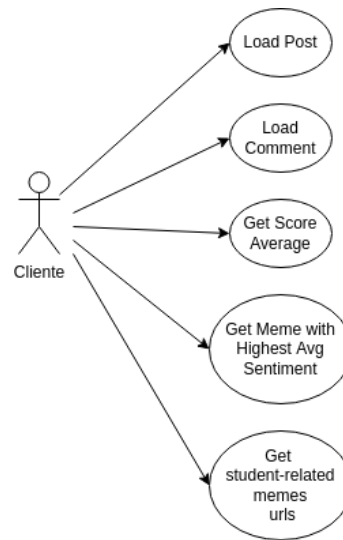 Load Post
Load
Comment
Cliente
Get Score
Average
Get Meme with
Highest Avg
Sentiment
Get
student-related
memes
urls